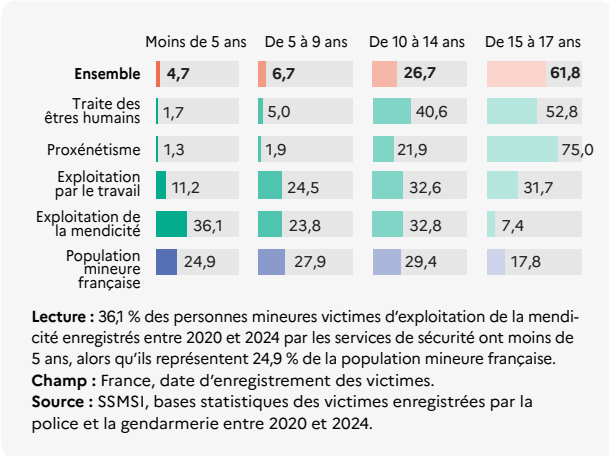 Moins de 5 ans De 5 à 9 ans De 10 à 14 ans De 15 à 17 ans
Ensemble 4,7 6,7 26,7 61,8
Traite des
êtres humains 1,7 5,0 40,6 52,8
Proxénétisme 1,3 1,9 21,9 75,0
Exploitation
par le travail 11,2 24,5 32,6 31,7
Exploitation de
la mendicité 36,1 23,8 32,8 7,4
Population
mineure
française 24,9 27,9 29,4 17,8
Lecture : 36,1 % des personnes mineures victimes d’exploitation de la mendi-
cité enregistrés entre 2020 et 2024 par les services de sécurité ont moins de
5 ans, alors qu’ils représentent 24,9 % de la population mineure française.
Champ : France, date d’enregistrement des victimes.
Source : SSMSI, bases statistiques des victimes enregistrées par la
police et la gendarmerie entre 2020 et 2024.